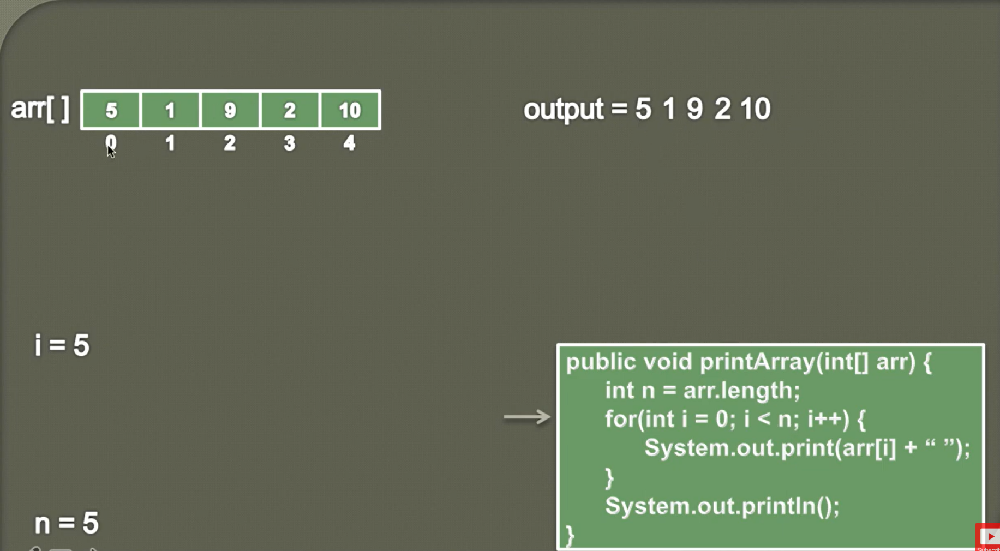 arr[ ] 5 1 9 2 10
0 1 2 3 4
output = 5 1 9 2 10
i = 5
n = 5
public void printArray(int[] arr) {
int n = arr.length;
for(int i = 0; i < n; i++) {
System.out.print(arr[i] + “ ”);
}
System.out.println();
}